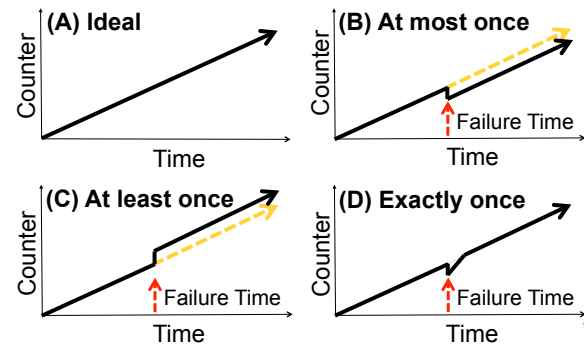 (A) Ideal
Counter
Time
(B) At most once
Counter
Failure Time
Time
(C) At least once
Counter
Failure Time
Time
(D) Exactly once
Counter
Failure Time
Time